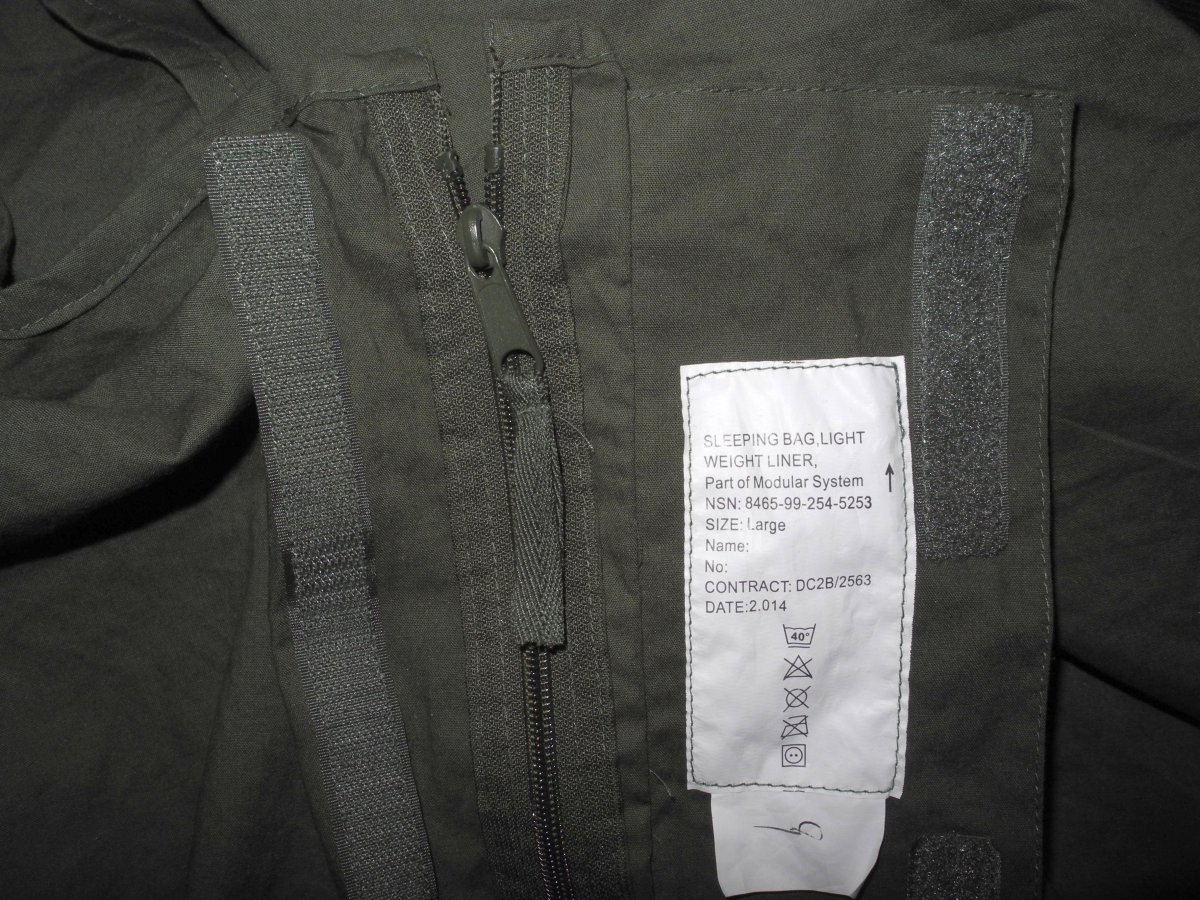 SLEEPING BAG,LIGHT
WEIGHT LINER,
Part of Modular System
NSN: 8465-99-254-5253
SIZE: Large
Name:
No:
CONTRACT: DC2B/2563
DATE:2.014
40°